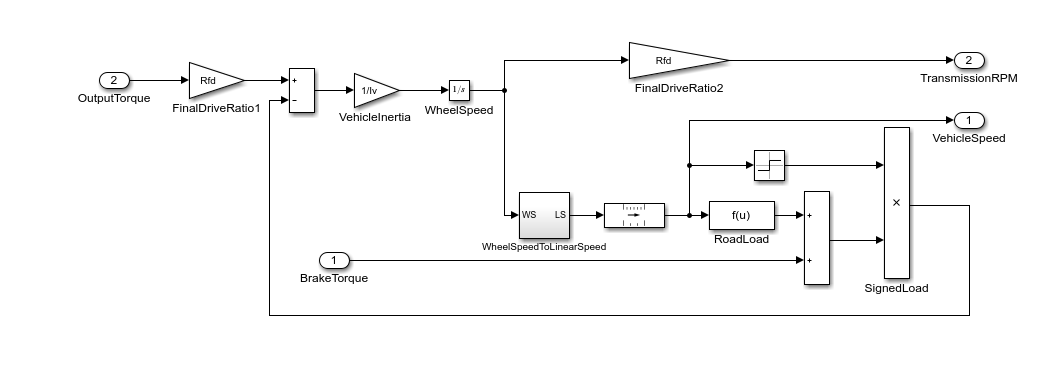 2
OutputTorque
Rfd
FinalDriveRatio1
+
−
1/Iv
VehicleInertia
1/s
WheelSpeed
Rfd
FinalDriveRatio2
2
TransmissionRPM
1
VehicleSpeed
WS LS
WheelSpeedToLinearSpeed
f(u)
RoadLoad
+
+
1
BrakeTorque
×
SignedLoad